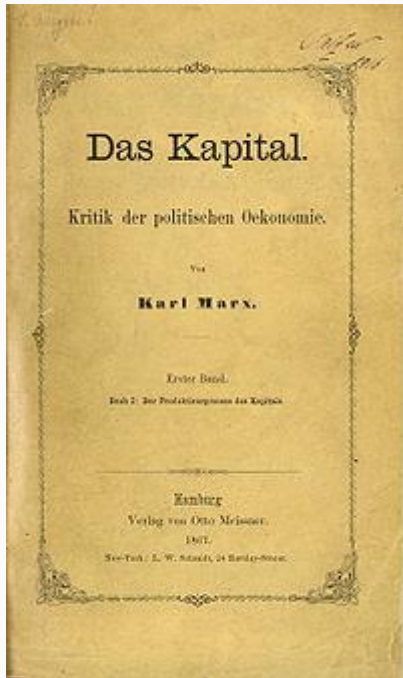 Das Kapital.
Kritik der politischen Oekonomie.
Von
Karl Marx.
Erster Band.
Buch I: Der Produktionsprocess des Kapitals.
Hamburg
Verlag von Otto Meissner.
1867.
New-York: L. W. Schmidt, 24 Barclay-Street.